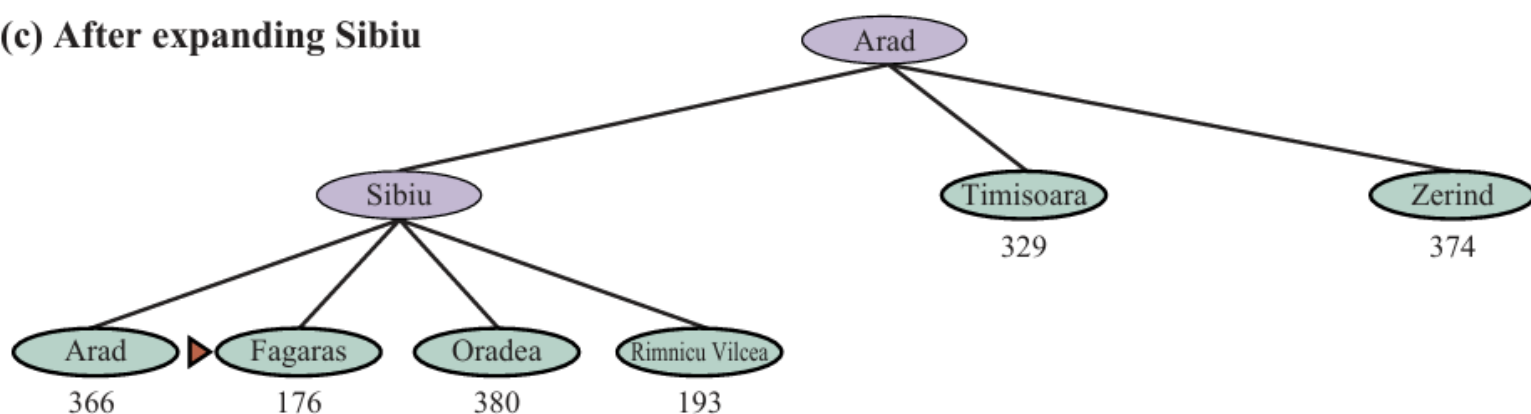 (c) After expanding Sibiu
Arad
Sibiu
Timisoara
Zerind
329
374
Arad
Fagaras
Oradea
Rimnicu Vilcea
366
176
380
193